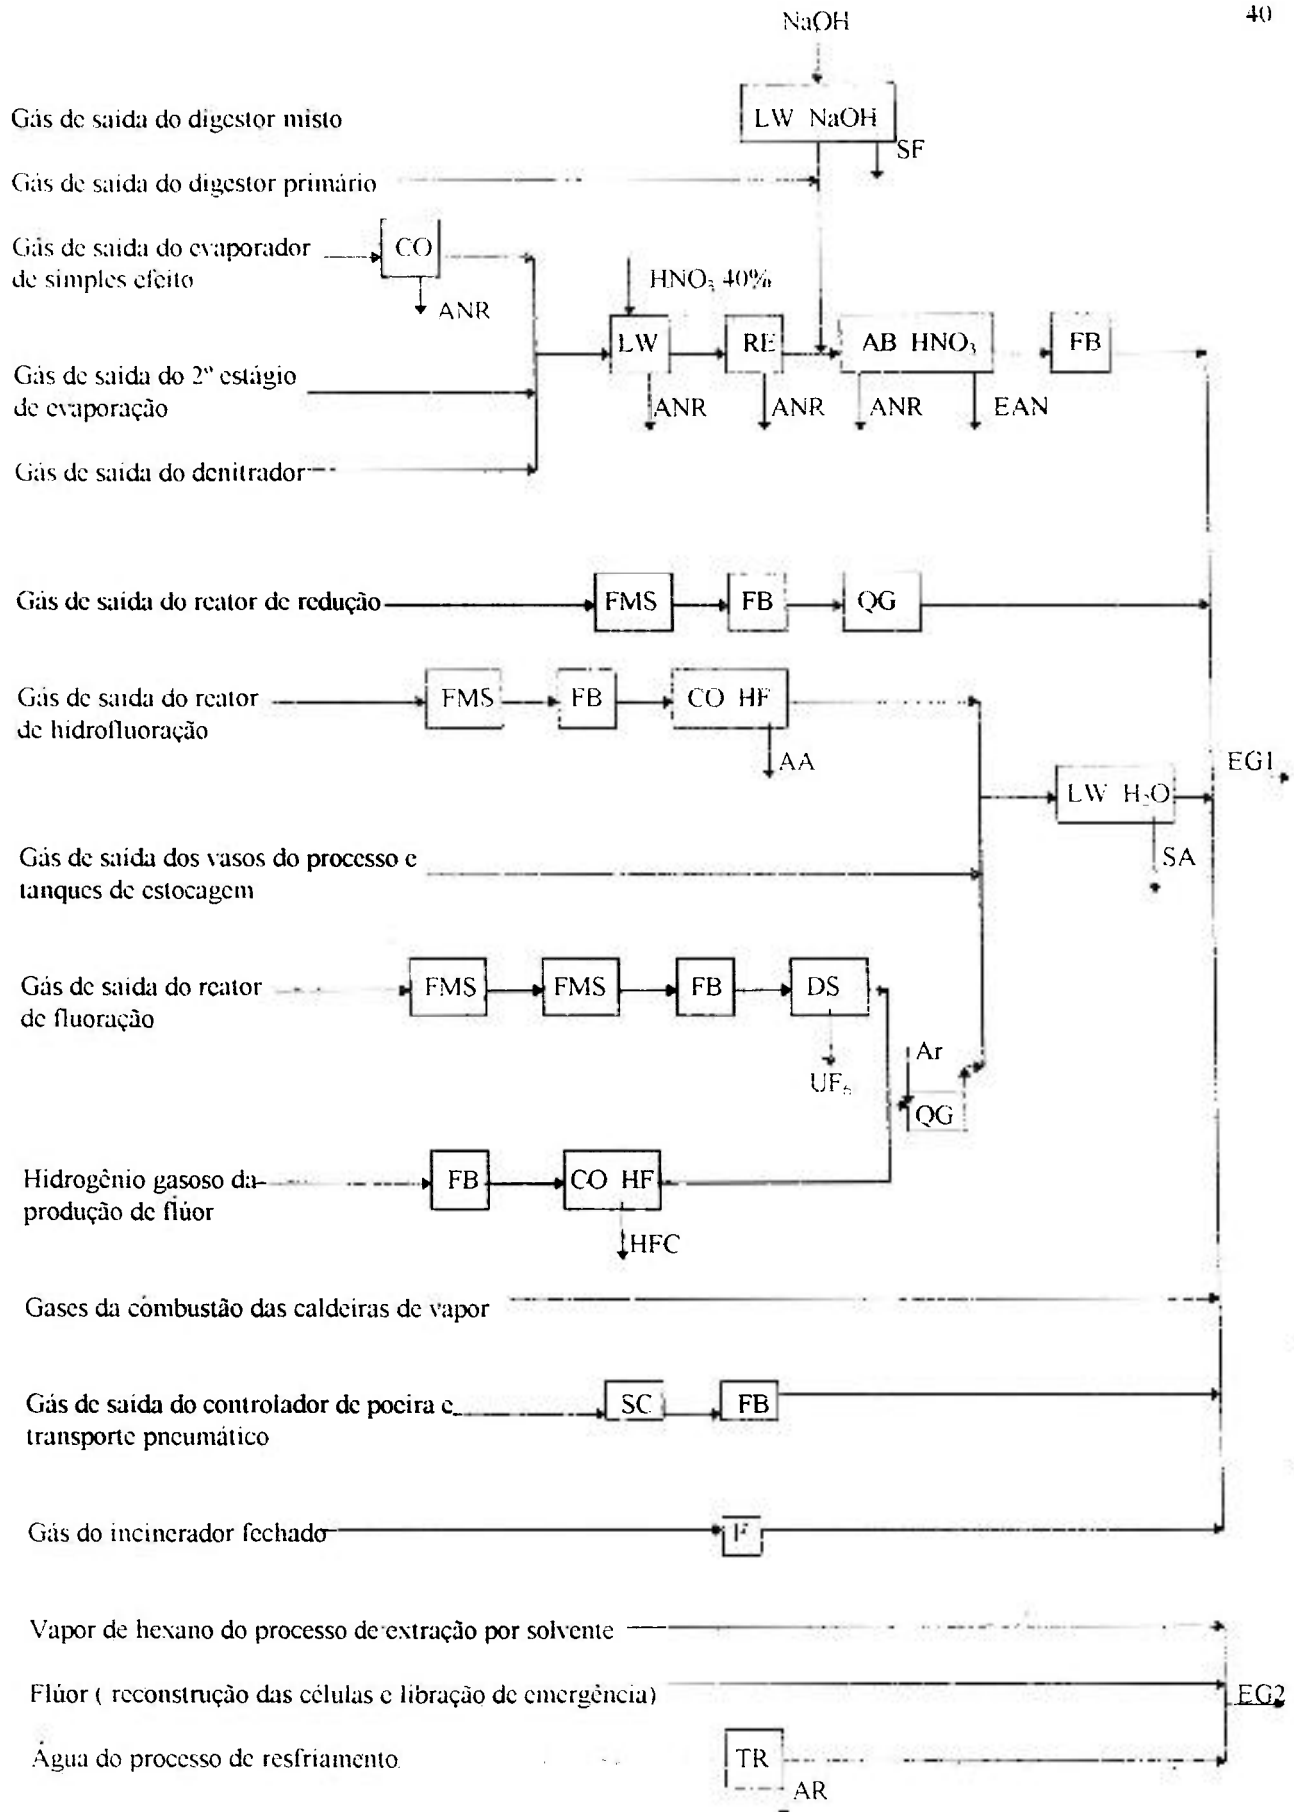 40
NaOH
Gás de saída do digestor misto
LW NaOH
SF
Gás de saída do digestor primário
Gás de saída do evaporador
de simples efeito
CO
ANR
HNO₃ 40%
LW
RE
AB HNO₃
FB
ANR
ANR
ANR
EAN
Gás de saída do 2º estágio
de evaporação
Gás de saída do denitrador
Gás de saída do reator de redução
FMS
FB
QG
Gás de saída do reator
de hidrofluoração
FMS
FB
CO HF
AA
EG1
LW H₂O
SA
Gás de saída dos vasos do processo e
tanques de estocagem
Gás de saída do reator
de fluoração
FMS
FMS
FB
DS
UF₆
Ar
QG
Hidrogênio gasoso da
produção de flúor
FB
CO HF
HFC
Gases da combustão das caldeiras de vapor
Gás de saída do controlador de poeira e
transporte pneumático
SC
FB
Gás do incinerador fechado
F
Vapor de hexano do processo de extração por solvente
Flúor ( reconstrução das células e libração de emergência)
EG2
Água do processo de resfriamento
TR
AR